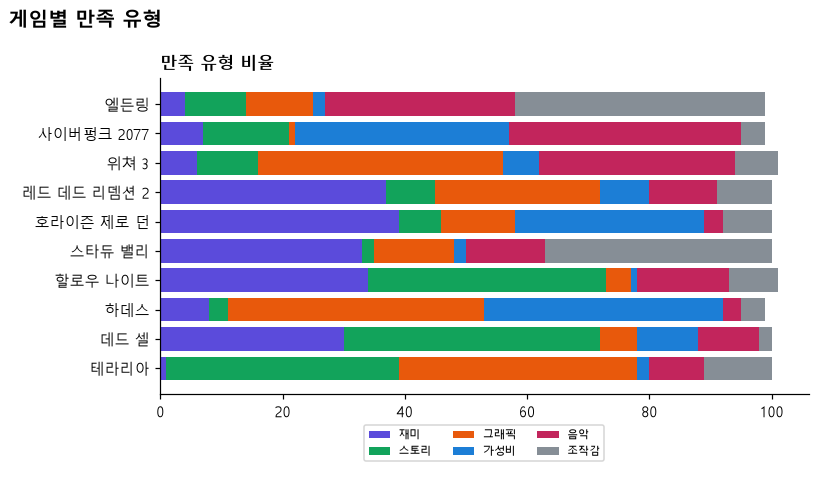 게임별 만족 유형
만족 유형 비율
엘든링
사이버펑크 2077
위쳐 3
레드 데드 리뎀션 2
호라이즌 제로 던
스타듀 밸리
할로우 나이트
하데스
데드 셀
테라리아
0 20 40 60 80 100
재미 그래픽 음악
스토리 가성비 조작감